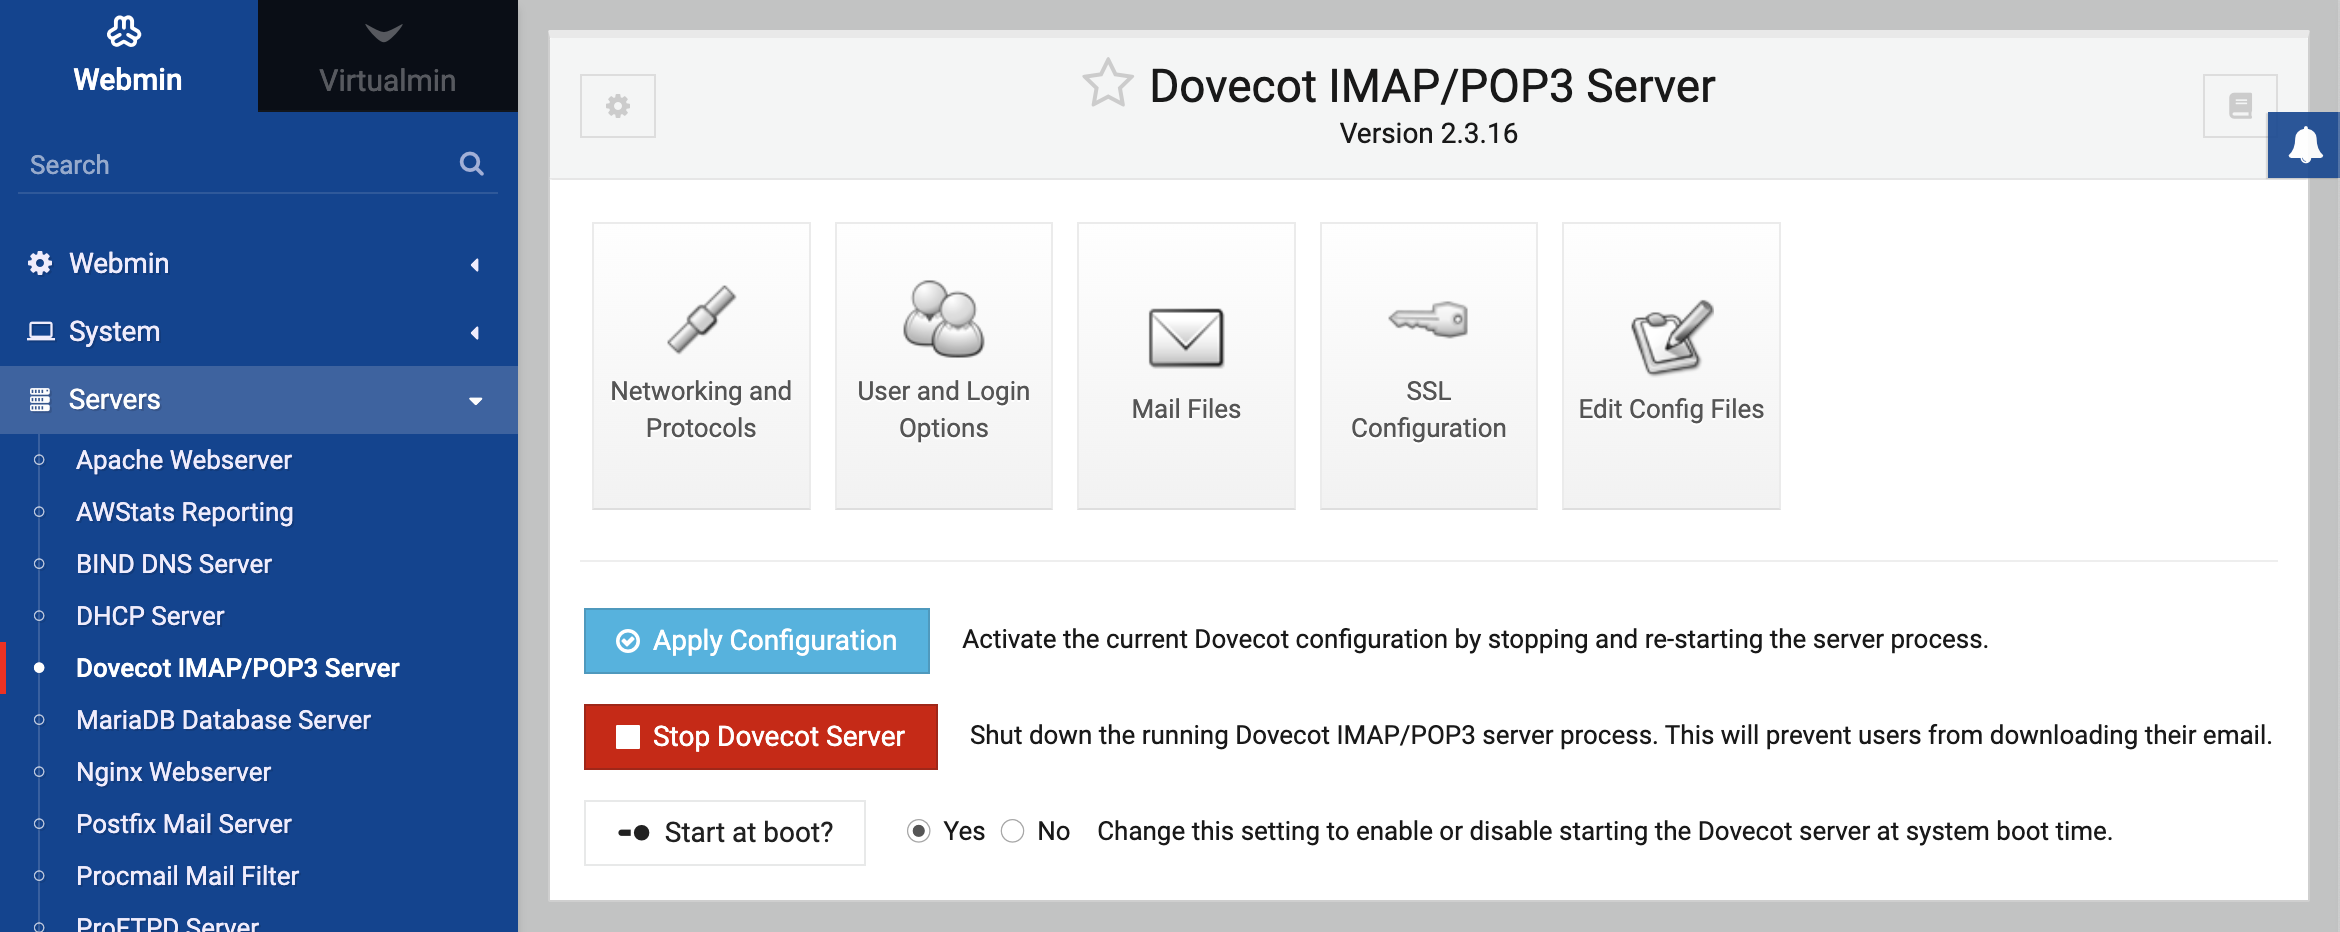 Webmin
Virtualmin
Search
Webmin
System
Servers
Apache Webserver
AWStats Reporting
BIND DNS Server
DHCP Server
Dovecot IMAP/POP3 Server
MariaDB Database Server
Nginx Webserver
Postfix Mail Server
Procmail Mail Filter
ProFTPD Server
Dovecot IMAP/POP3 Server
Version 2.3.16
Networking and
Protocols
User and Login
Options
Mail Files
SSL
Configuration
Edit Config Files
Apply Configuration Activate the current Dovecot configuration by stopping and re-starting the server process.
Stop Dovecot Server Shut down the running Dovecot IMAP/POP3 server process. This will prevent users from downloading their email.
Start at boot? Yes No Change this setting to enable or disable starting the Dovecot server at system boot time.